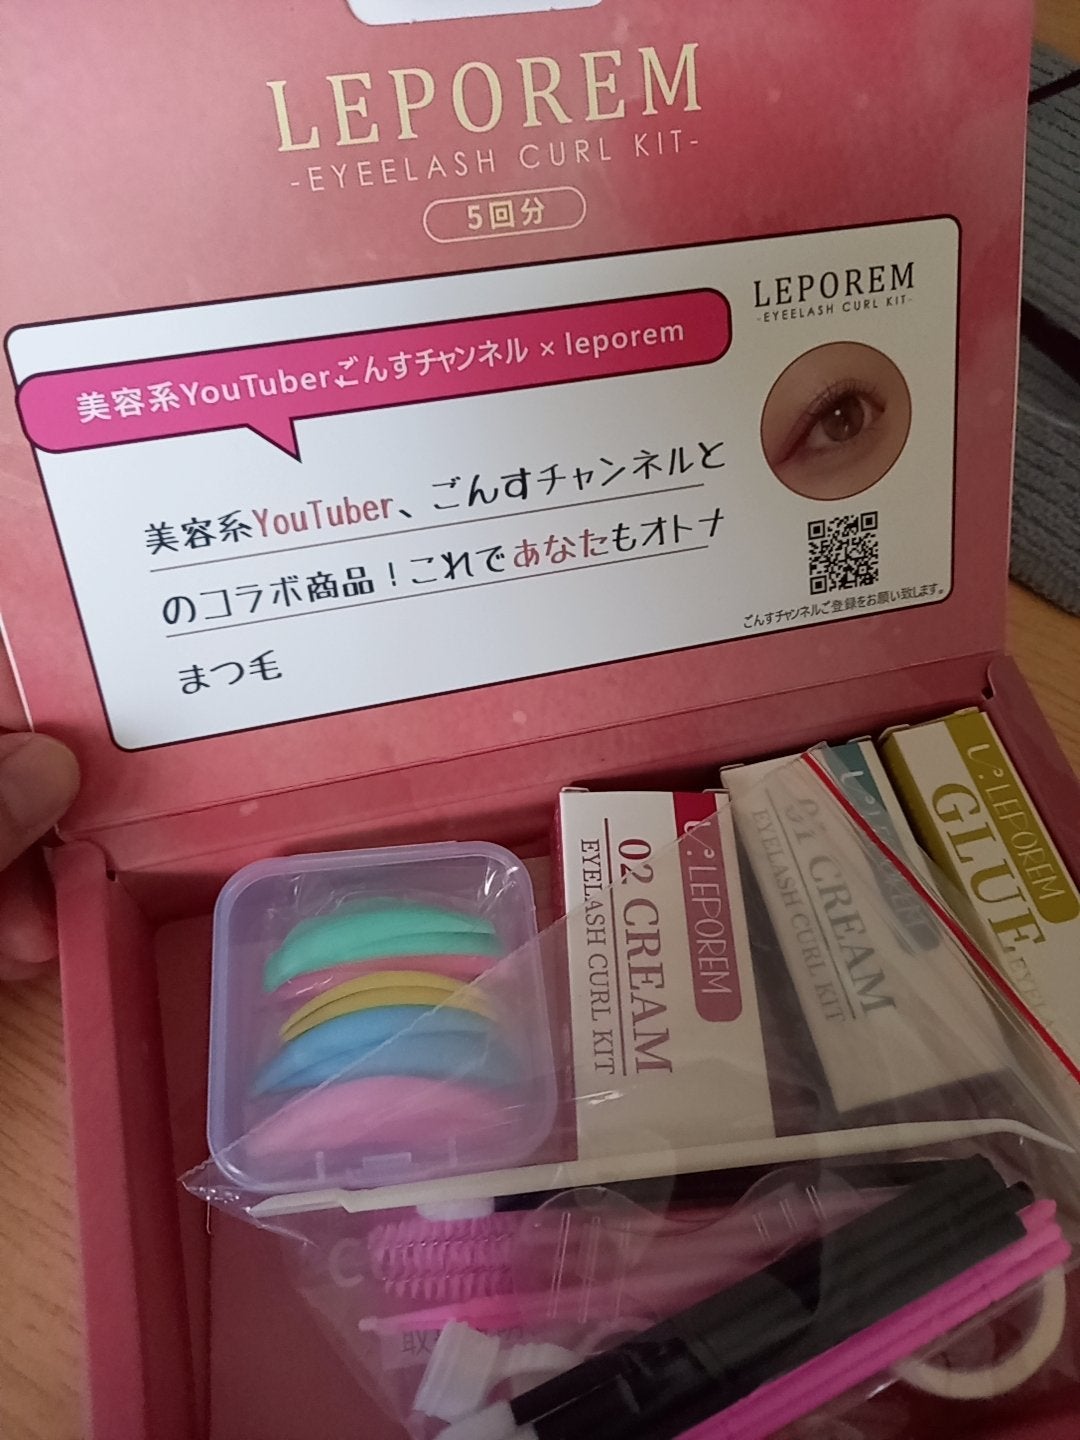 LEPOREM
-EYEELASH CURL KIT-
5回分
美容系YouTuberごんすチャンネル × leporem
美容系YouTuber、ごんすチャンネルと
のコラボ商品！これであなたもオトナ
まつ毛
LEPOREM
-EYEELASH CURL KIT-
ごんすチャンネルご登録をお願い致します。
LEPOREM
02 CREAM
EYELASH CURL KIT
01 CREAM
EYELASH CURL KIT
LEPOREM
GLUE